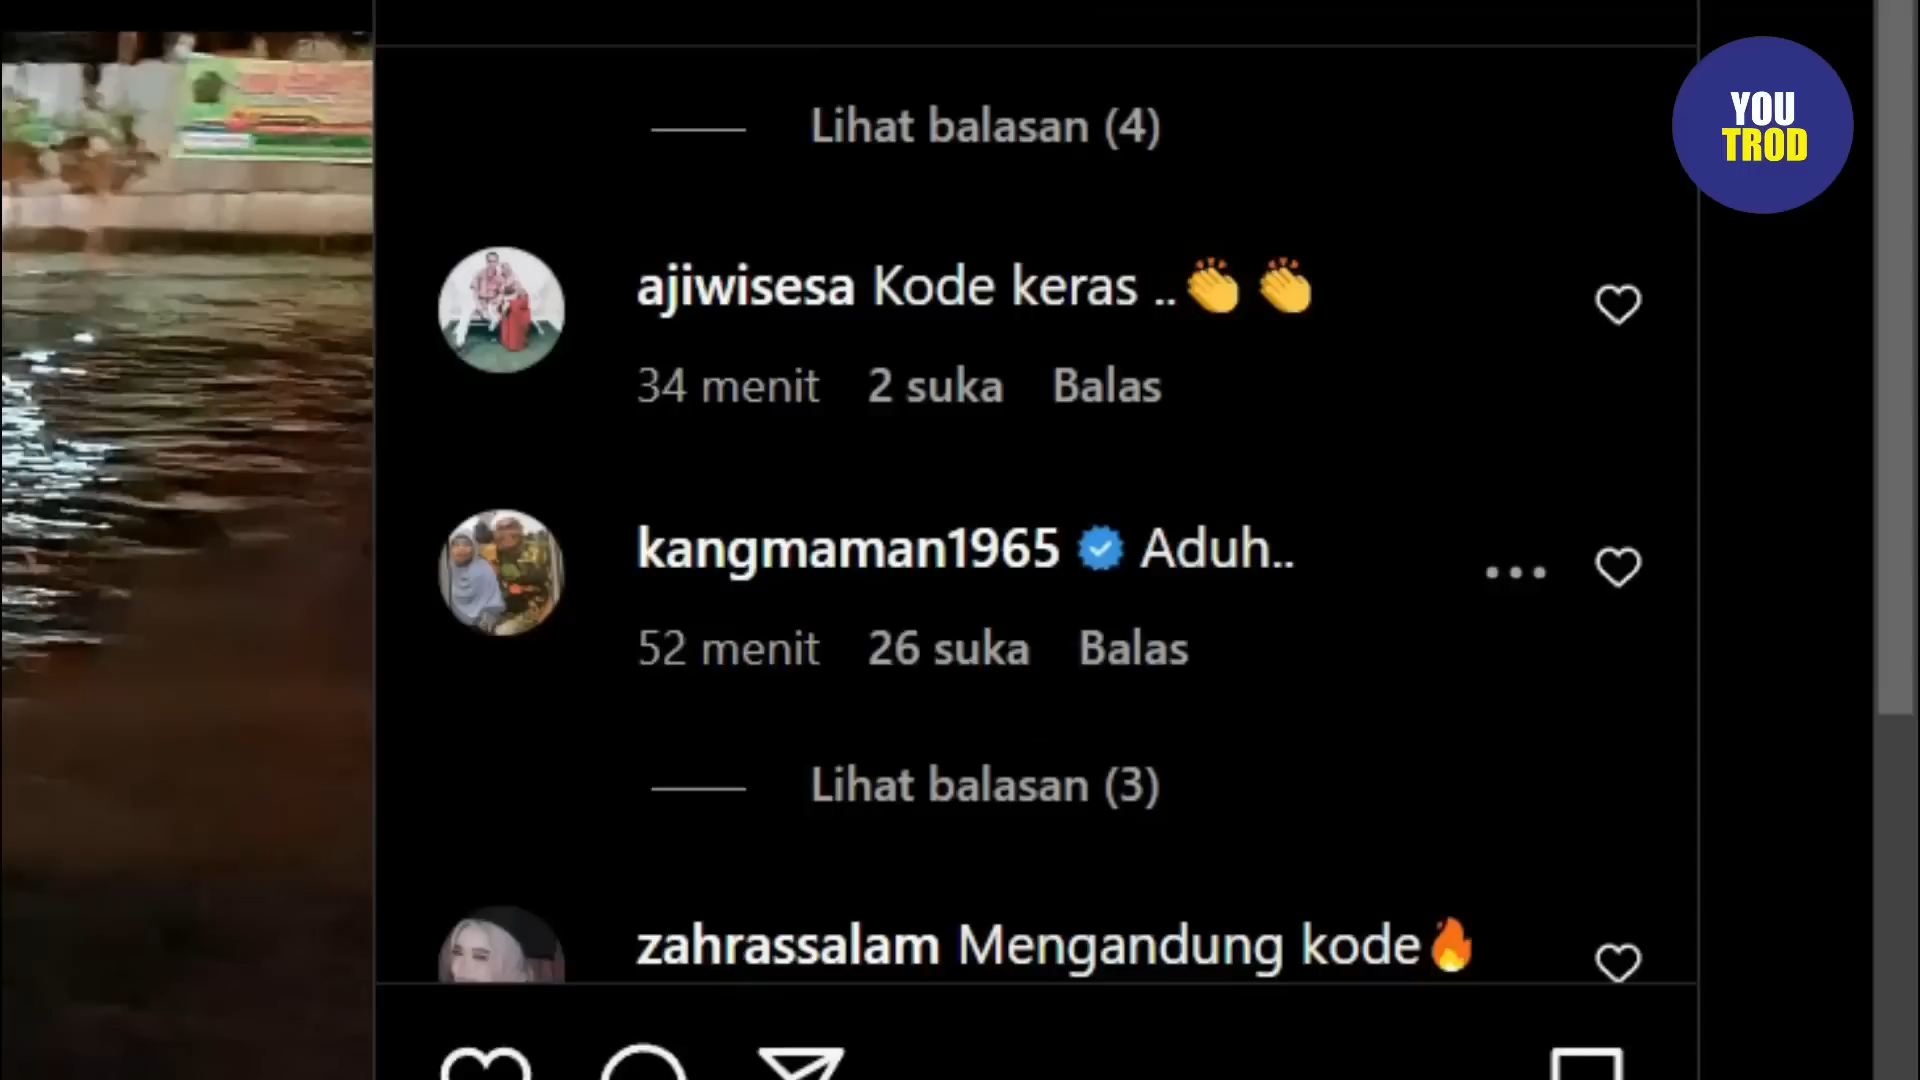 Lihat balasan (4)
YOU
TROD
ajiwisesa Kode keras ..👏 👏
34 menit 2 suka Balas
kangmaman1965 Aduh..
52 menit 26 suka Balas
Lihat balasan (3)
zahrassalam Mengandung kode🔥